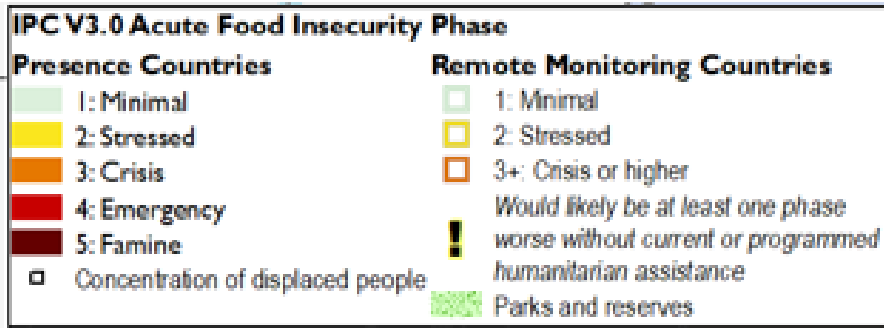 IPC V3.0 Acute Food Insecurity Phase
Presence Countries
1: Minimal
2: Stressed
3: Crisis
4: Emergency
5: Famine
Concentration of displaced people
Remote Monitoring Countries
1: Minimal
2: Stressed
3+: Crisis or higher
! Would likely be at least one phase
worse without current or programmed
humanitarian assistance
Parks and reserves